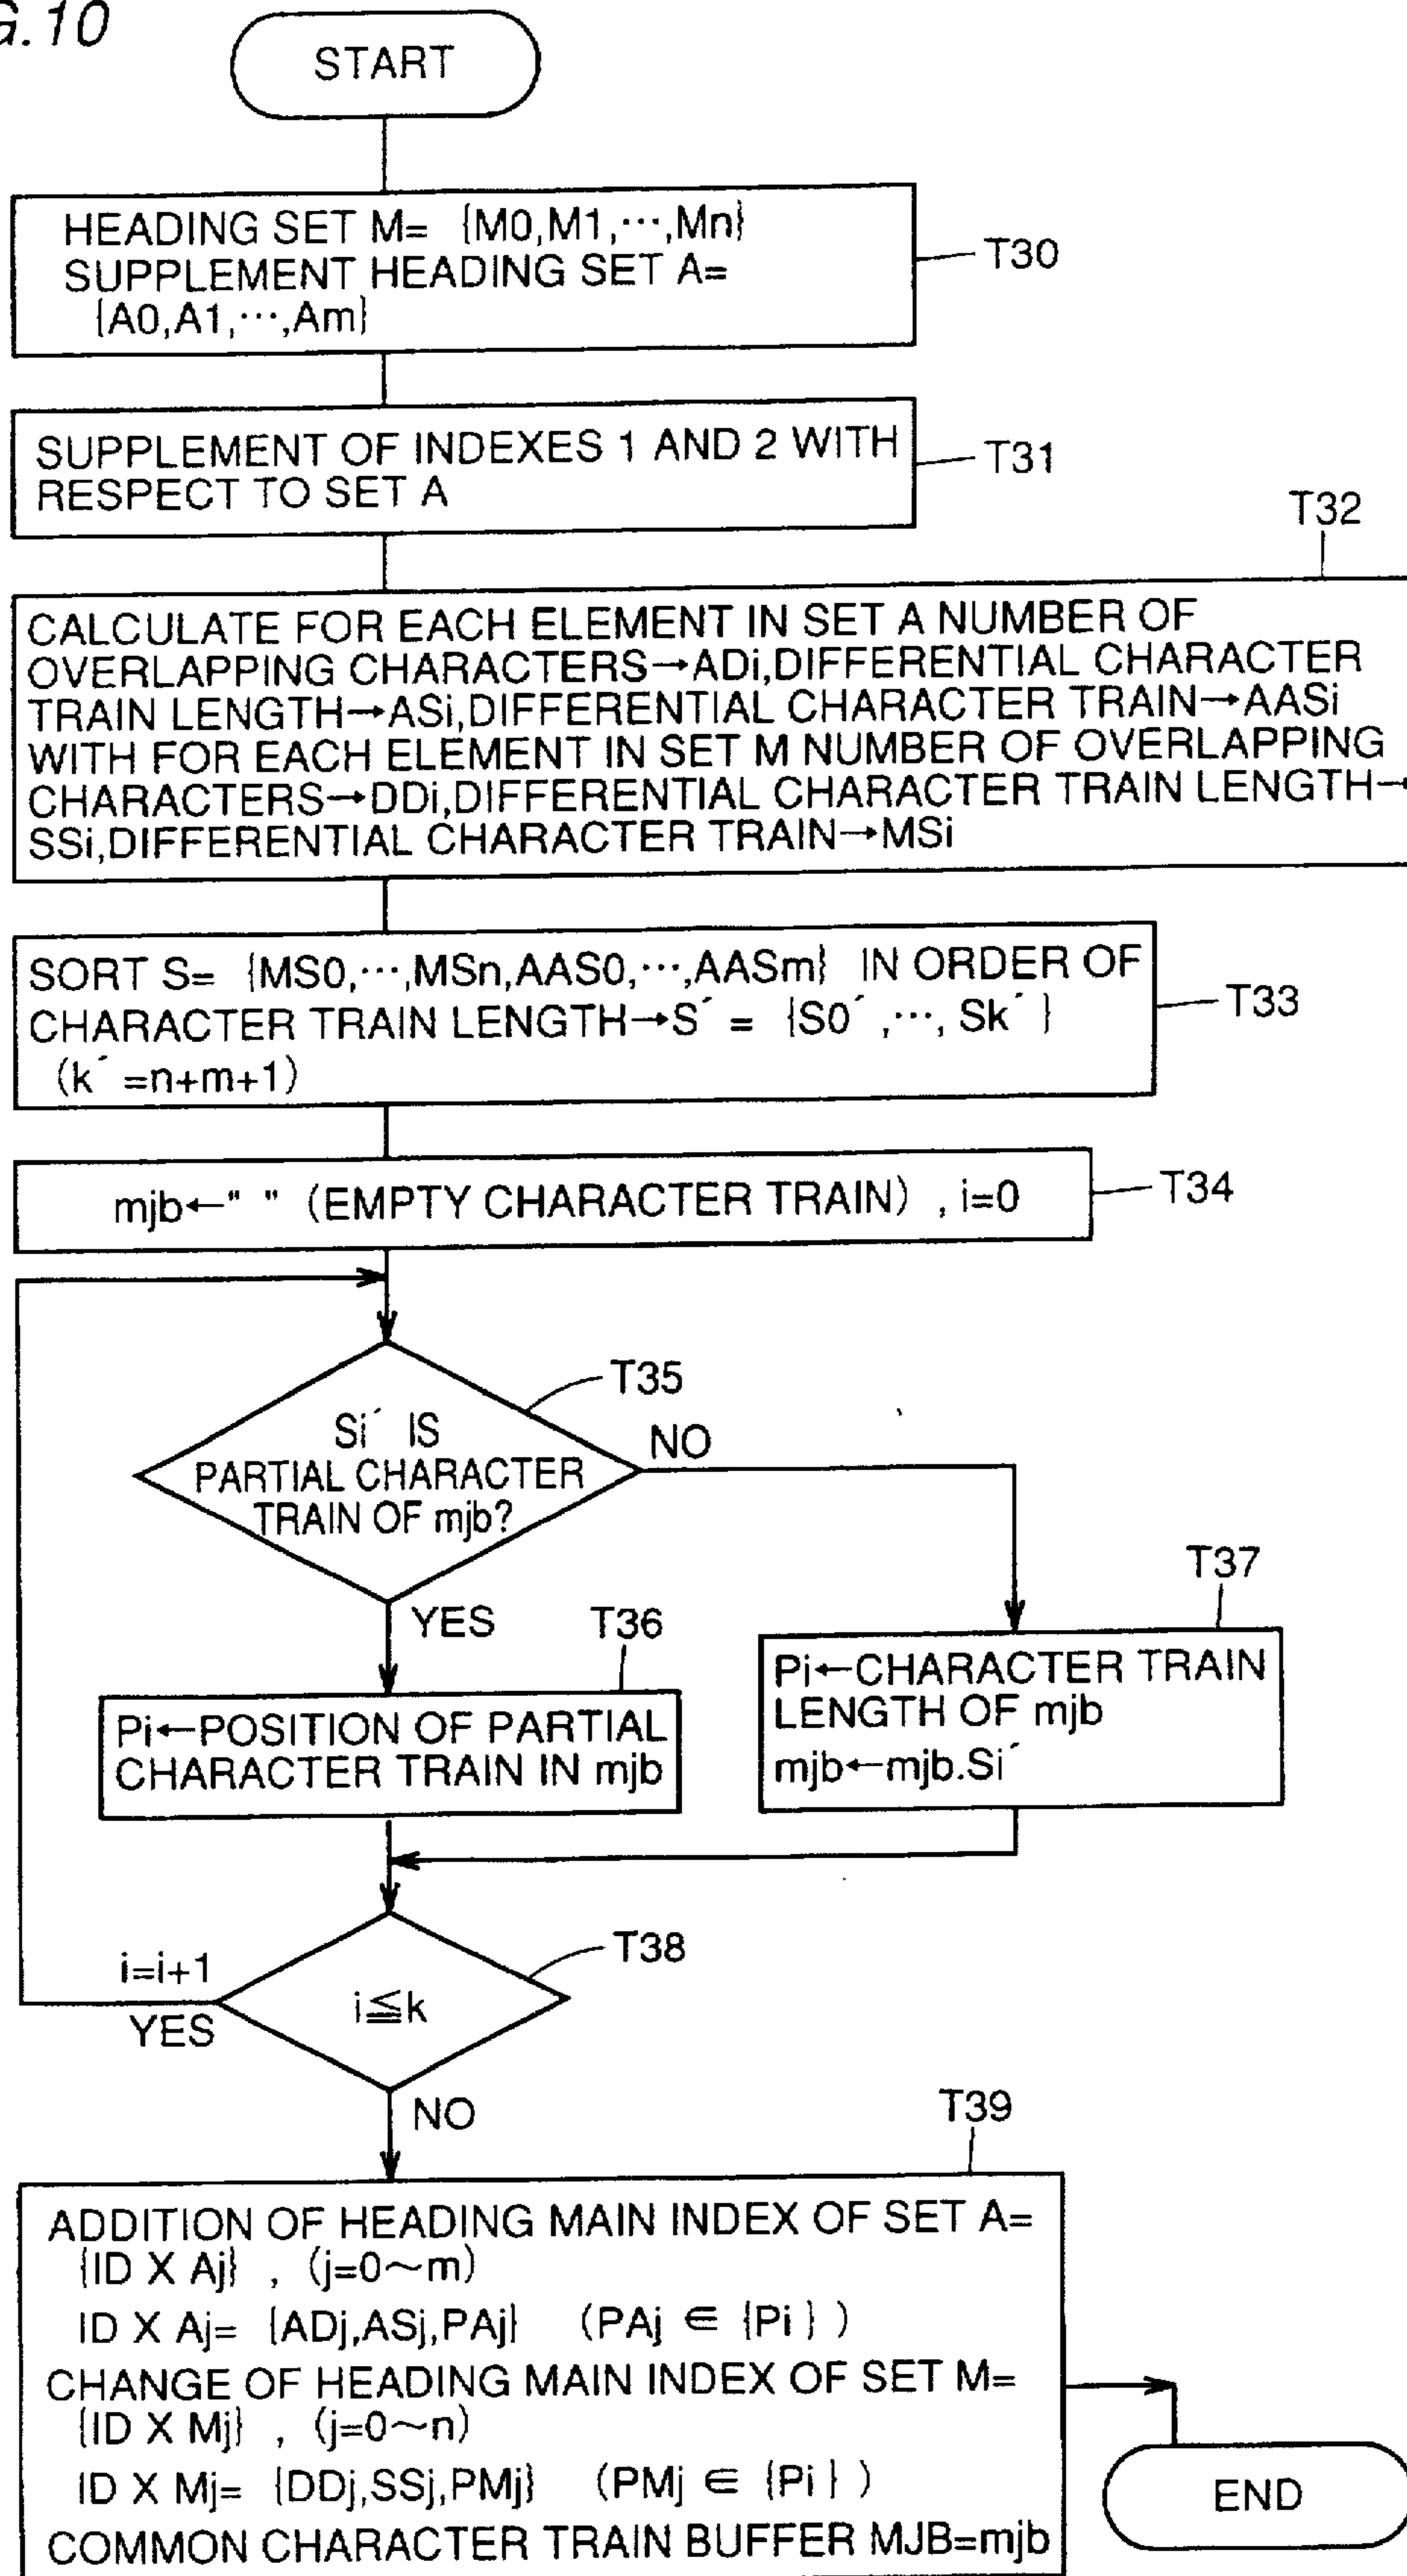 G.10
START
HEADING SET M= {M0,M1,···,Mn}
SUPPLEMENT HEADING SET A=
{A0,A1,···,Am}
T30
SUPPLEMENT OF INDEXES 1 AND 2 WITH
RESPECT TO SET A
T31
T32
CALCULATE FOR EACH ELEMENT IN SET A NUMBER OF
OVERLAPPING CHARACTERS→ADi,DIFFERENTIAL CHARACTER
TRAIN LENGTH→ASi,DIFFERENTIAL CHARACTER TRAIN→AASi
WITH FOR EACH ELEMENT IN SET M NUMBER OF OVERLAPPING
CHARACTERS→DDi,DIFFERENTIAL CHARACTER TRAIN LENGTH→
SSi,DIFFERENTIAL CHARACTER TRAIN→MSi
SORT S= {MS0,···,MSn,AAS0,···,AASm} IN ORDER OF
CHARACTER TRAIN LENGTH→S´ = {S0´,···, Sk´}
(k´ =n+m+1)
T33
mjb←" " (EMPTY CHARACTER TRAIN) , i=0
T34
T35
Si´ IS
PARTIAL CHARACTER
TRAIN OF mjb?
NO
YES
T36
Pi←POSITION OF PARTIAL
CHARACTER TRAIN IN mjb
T37
Pi←CHARACTER TRAIN
LENGTH OF mjb
mjb←mjb.Si´
T38
i=i+1
YES
i≦k
NO
T39
ADDITION OF HEADING MAIN INDEX OF SET A=
{ID X Aj} , (j=0~m)
ID X Aj= {ADj,ASj,PAj} (PAj ∈ {Pi } )
CHANGE OF HEADING MAIN INDEX OF SET M=
{ID X Mj} , (j=0~n)
ID X Mj= {DDj,SSj,PMj} (PMj ∈ {Pi } )
COMMON CHARACTER TRAIN BUFFER MJB=mjb
END